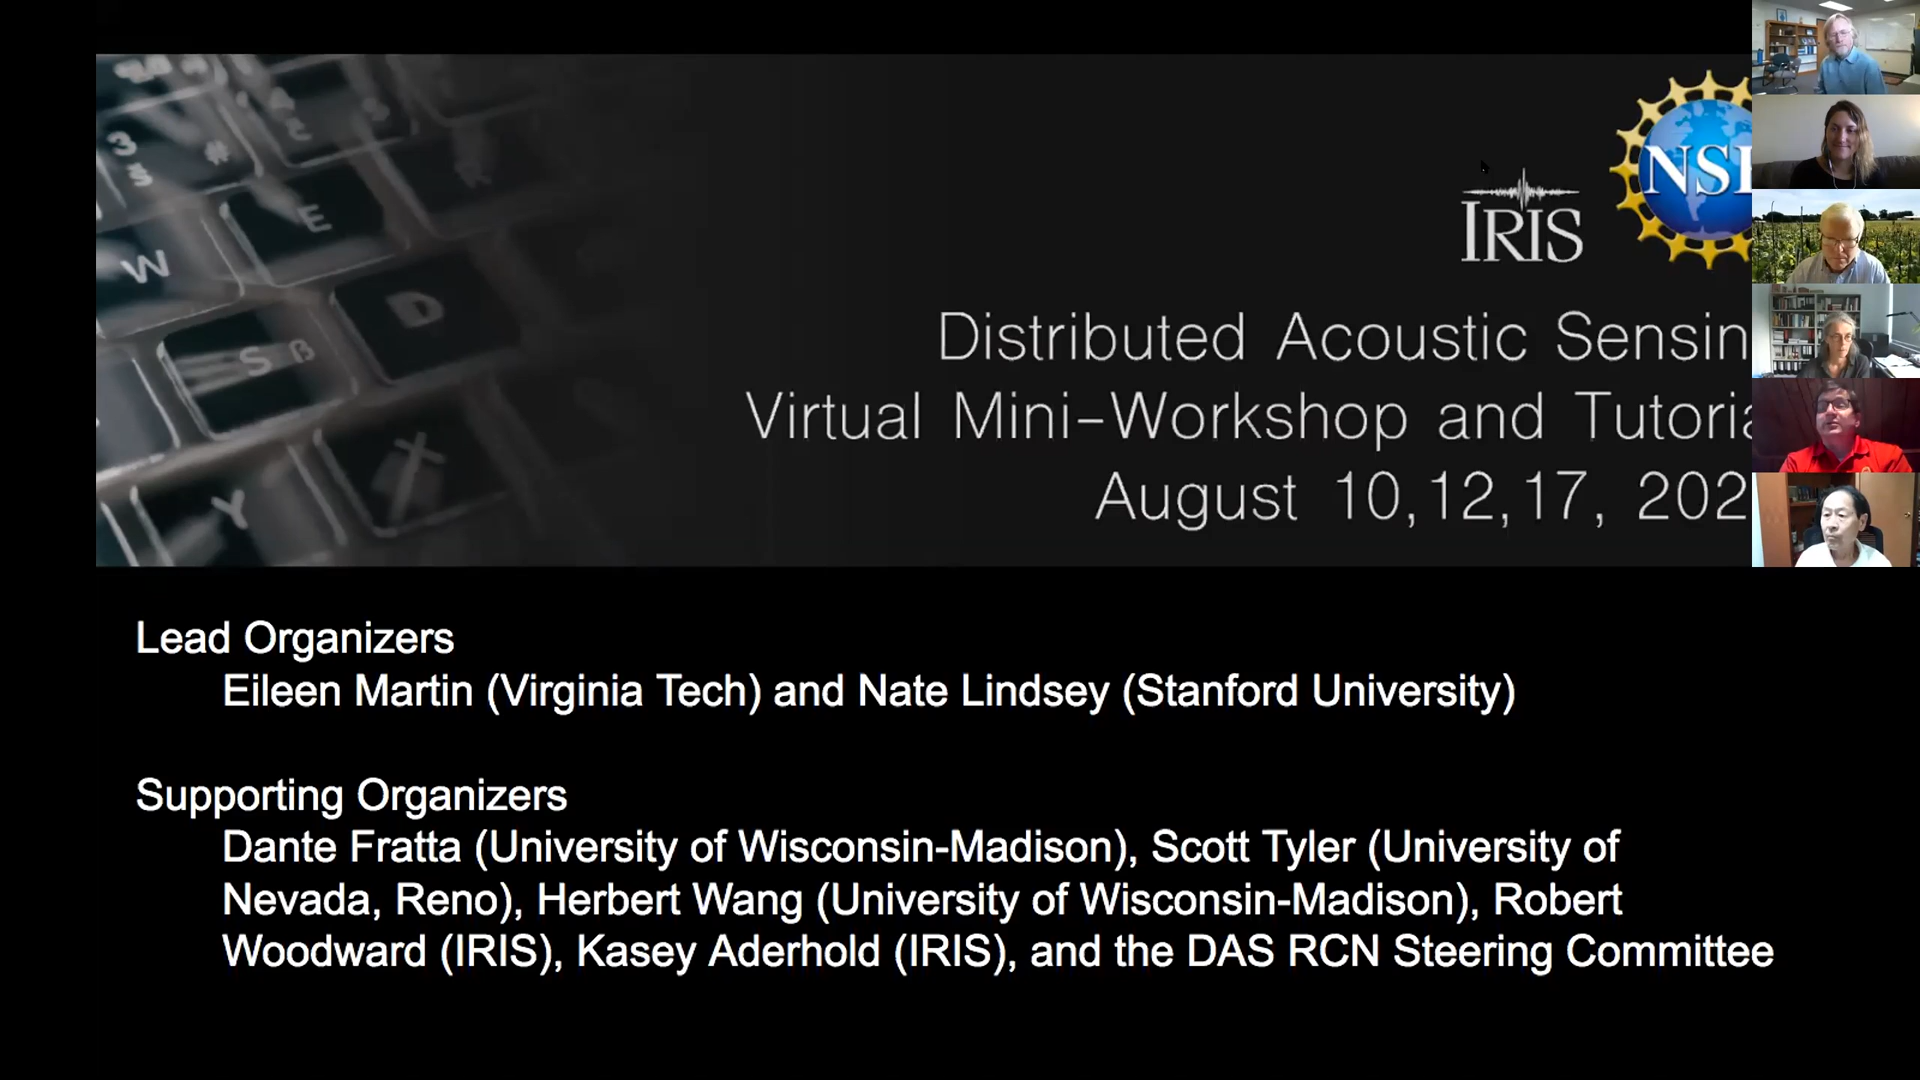 IRIS
NSF
Distributed Acoustic Sensin
Virtual Mini-Workshop and Tutoria
August 10,12,17, 202
Lead Organizers
Eileen Martin (Virginia Tech) and Nate Lindsey (Stanford University)
Supporting Organizers
Dante Fratta (University of Wisconsin-Madison), Scott Tyler (University of
Nevada, Reno), Herbert Wang (University of Wisconsin-Madison), Robert
Woodward (IRIS), Kasey Aderhold (IRIS), and the DAS RCN Steering Committee
3
#
W
E
R
S ß
D
Y
X